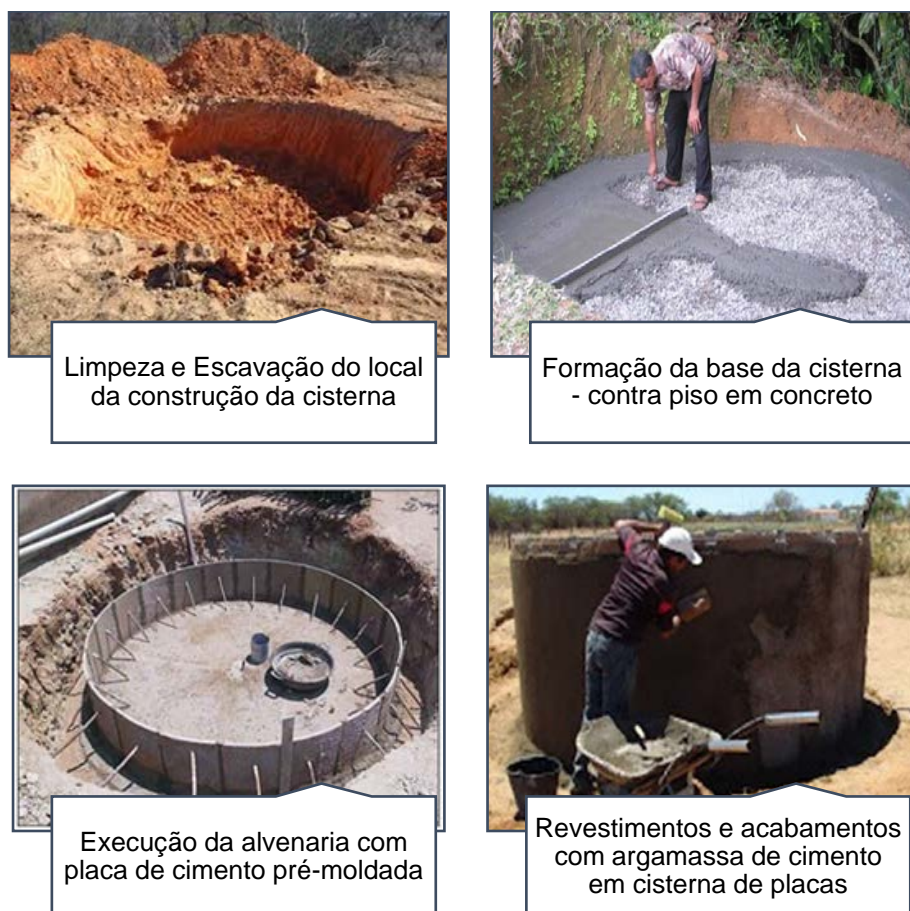 Limpeza e Escavação do local
da construção da cisterna
Formação da base da cisterna
- contra piso em concreto
Execução da alvenaria com
placa de cimento pré-moldada
Revestimentos e acabamentos
com argamassa de cimento
em cisterna de placas